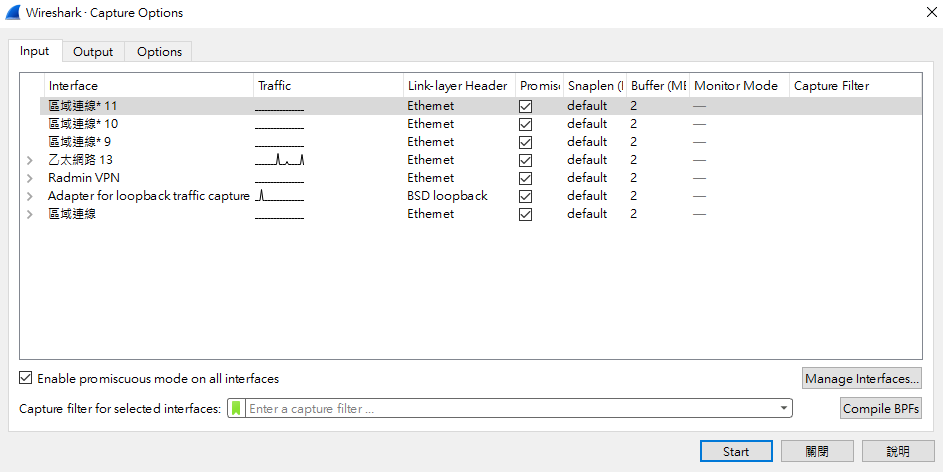 Wireshark · Capture Options
Input Output Options
Interface Traffic Link-layer Header Promisc Snaplen (I Buffer (ME Monitor Mode Capture Filter
區域連線* 11 Ethernet default 2 —
區域連線* 10 Ethernet default 2 —
區域連線* 9 Ethernet default 2 —
乙太網路 13 Ethernet default 2 —
Radmin VPN Ethernet default 2 —
Adapter for loopback traffic capture BSD loopback default 2 —
區域連線 Ethernet default 2 —
Enable promiscuous mode on all interfaces Manage Interfaces...
Capture filter for selected interfaces: Enter a capture filter ... Compile BPFs
Start 關閉 說明